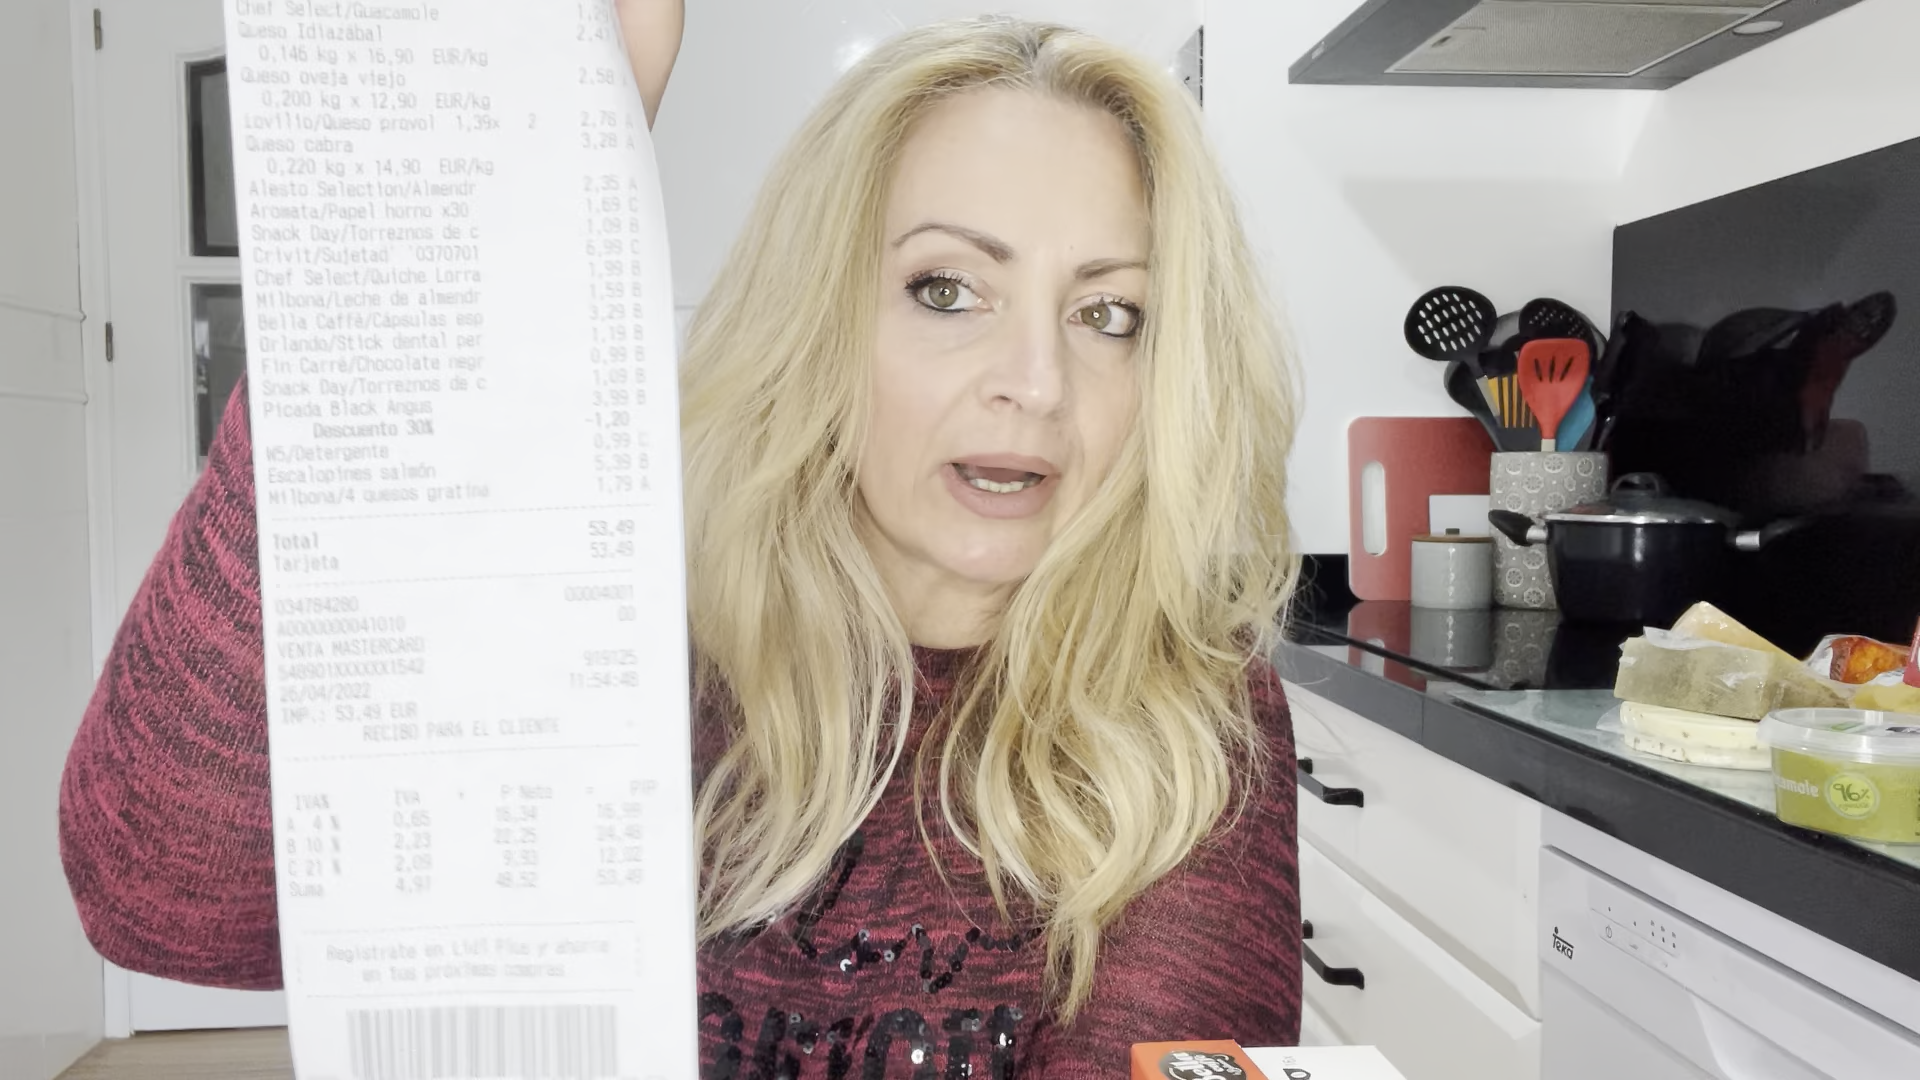 Chef Select/Guacamole 1,29
Queso Idiazábal 2,47
0,146 kg x 16,90 EUR/kg
Queso oveja viejo 2,58
0,200 kg x 12,90 EUR/kg
Lovilio/Queso provol 1,39x 2 2,78 A
Queso cabra 3,28 A
0,220 kg x 14,90 EUR/kg
Alesto Selection/Almendr 2,35 A
Aromata/Papel horno x30 1,69 C
Snack Day/Torreznos de c 1,09 B
Crivit/Sujetad' '0370701 6,99 C
Chef Select/Quiche Lorra 1,99 B
Milbona/Leche de almendr 1,59 B
Bella Caffé/Cápsulas esp 3,29 B
Orlando/Stick dental per 1,19 B
Fin Carré/Chocolate negr 0,99 B
Snack Day/Torreznos de c 1,09 B
Picada Black Angus 3,99 B
Descuento 30% -1,20
W5/Detergente 0,99 C
Escalopines salmón 5,39 B
Milbona/4 quesos gratina 1,79 A
Total 53,49
Tarjeta 53,49
034784280 00004001
A0000000041010 00
VENTA MASTERCARD
548901XXXXXX1542 919125
26/04/2022 11:54:48
IMP.: 53,49 EUR
RECIBO PARA EL CLIENTE
IVA% IVA + P Neto = PVP
A 4 % 0,65 16,34 16,99
B 10 % 2,23 22,25 24,48
C 21 % 2,09 9,93 12,02
Suma 4,97 48,52 53,49
Regístrate en Lidl Plus y ahorra
en tus próximas compras
amole
96%
Teka
Bella